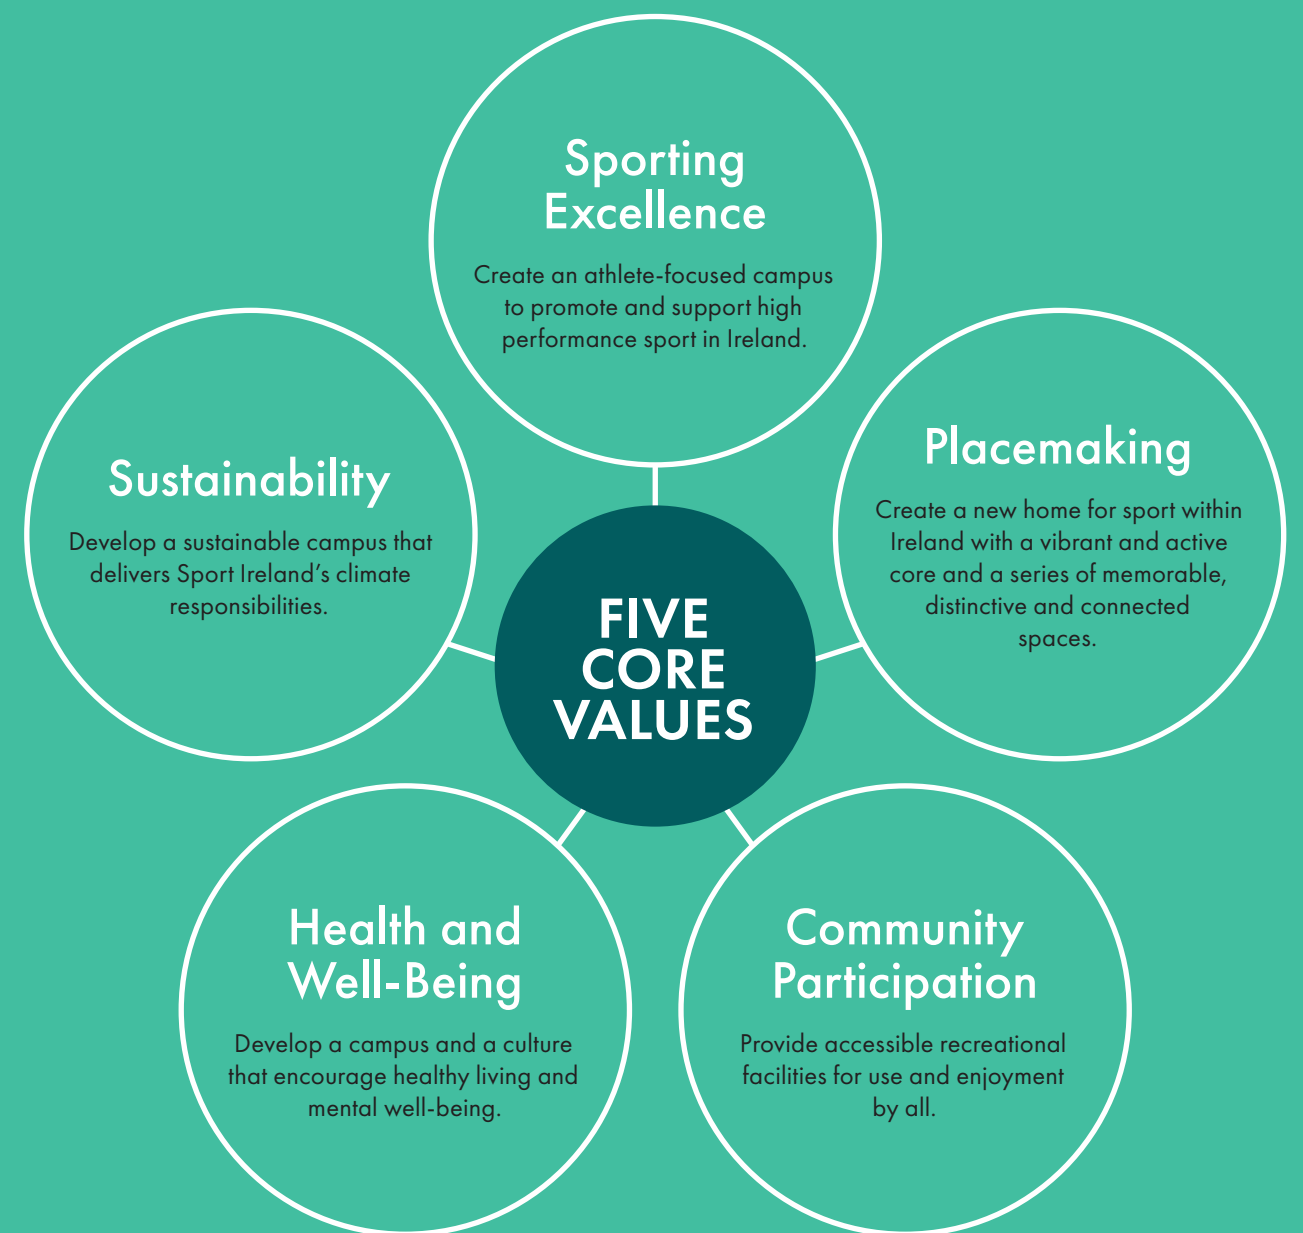 Sporting
Excellence
Create an athlete-focused campus
to promote and support high
performance sport in Ireland.
Placemaking
Create a new home for sport within
Ireland with a vibrant and active
core and a series of memorable,
distinctive and connected
spaces.
Sustainability
Develop a sustainable campus that
delivers Sport Ireland’s climate
responsibilities.
FIVE
CORE
VALUES
Health and
Well-Being
Develop a campus and a culture
that encourage healthy living and
mental well-being.
Community
Participation
Provide accessible recreational
facilities for use and enjoyment
by all.